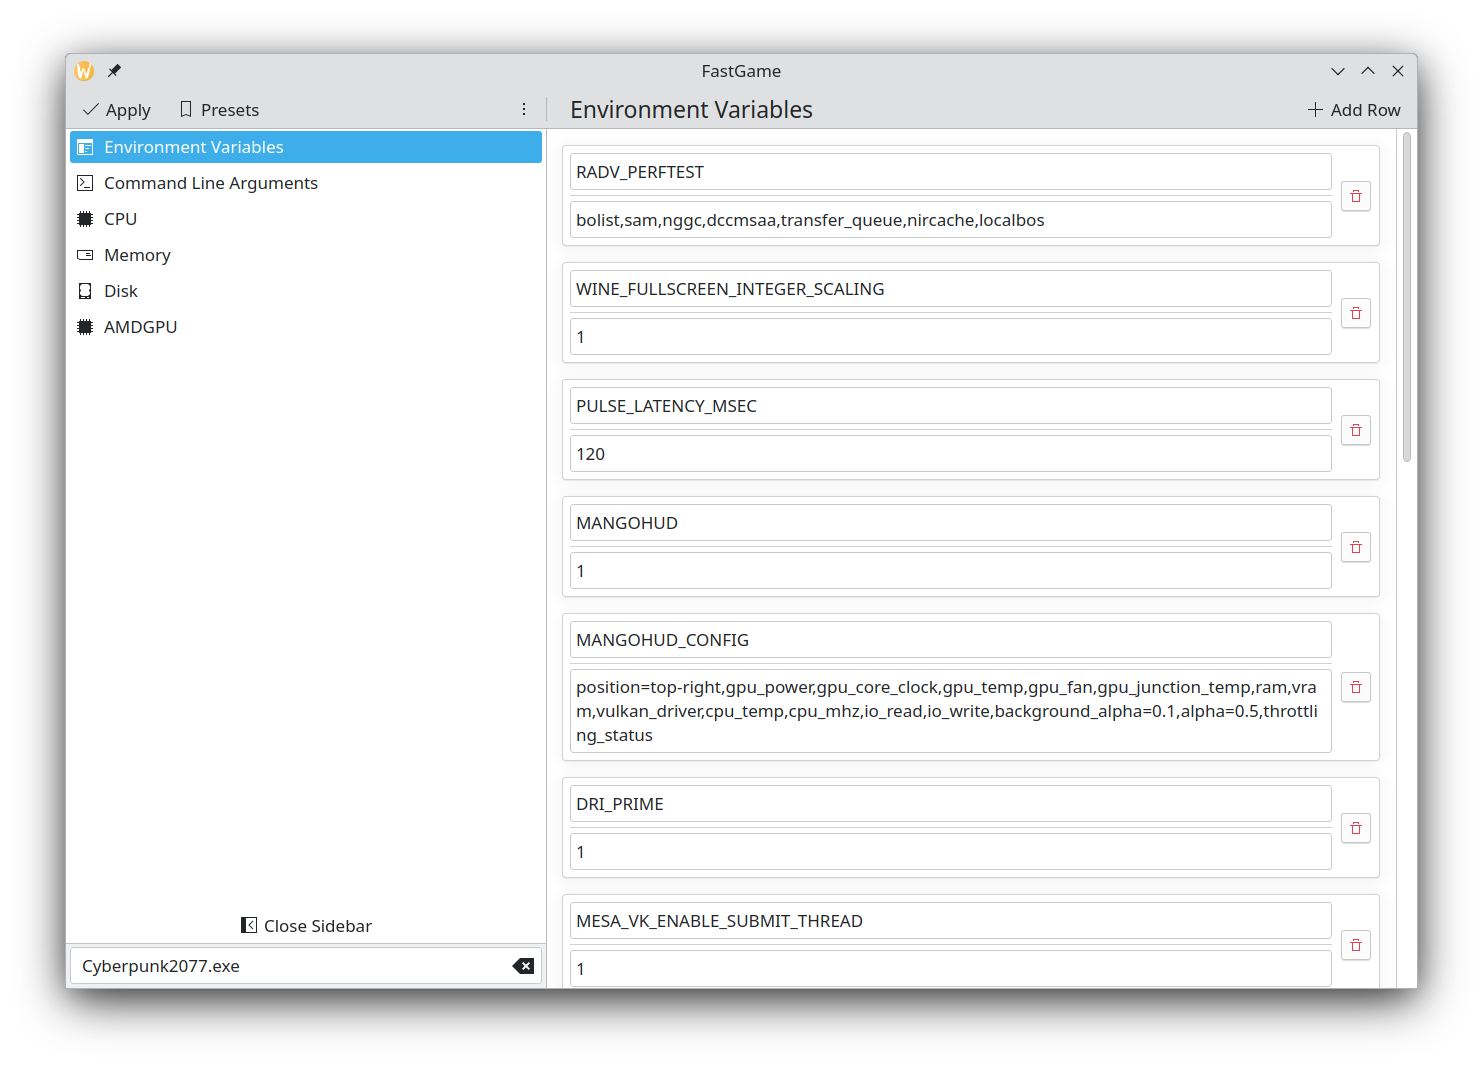 FastGame
Apply
Presets
Environment Variables
Add Row
Environment Variables
Command Line Arguments
CPU
Memory
Disk
AMDGPU
Close Sidebar
Cyberpunk2077.exe
RADV_PERFTEST
bolist,sam,nggc,dccmsaa,transfer_queue,nircache,localbos
WINE_FULLSCREEN_INTEGER_SCALING
1
PULSE_LATENCY_MSEC
120
MANGOHUD
1
MANGOHUD_CONFIG
position=top-right,gpu_power,gpu_core_clock,gpu_temp,gpu_fan,gpu_junction_temp,ram,vra
m,vulkan_driver,cpu_temp,cpu_mhz,io_read,io_write,background_alpha=0.1,alpha=0.5,throttli
ng_status
DRI_PRIME
1
MESA_VK_ENABLE_SUBMIT_THREAD
1